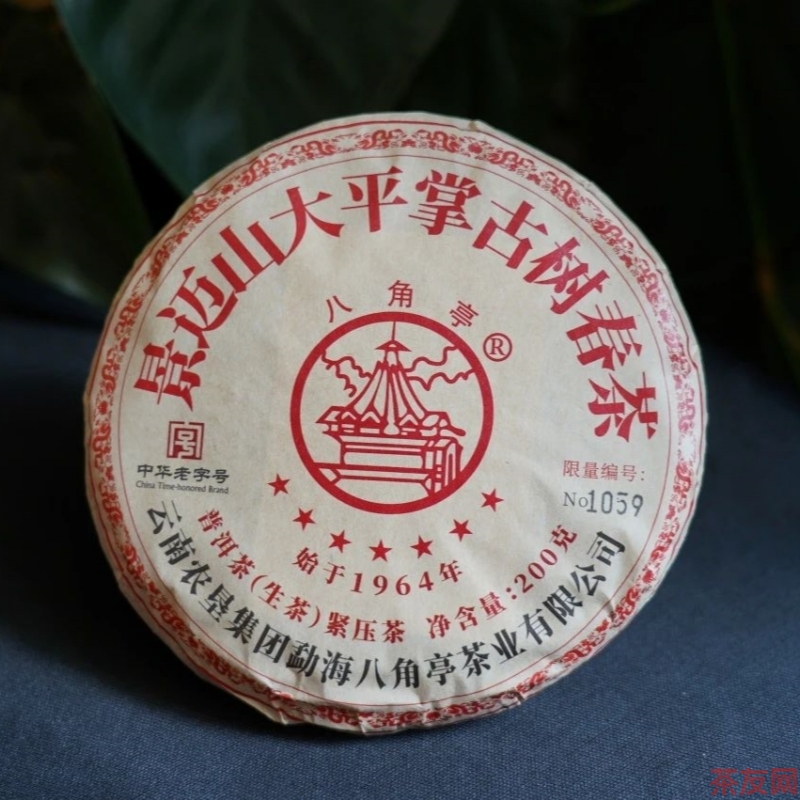 景迈山大平掌古树春茶
八角亭®
中华老字号
China Time-honored Brand
限量编号:
No1059
始于1964年
普洱茶(生茶)紧压茶 净含量:200克
云南农垦集团勐海八角亭茶业有限公司
茶友网